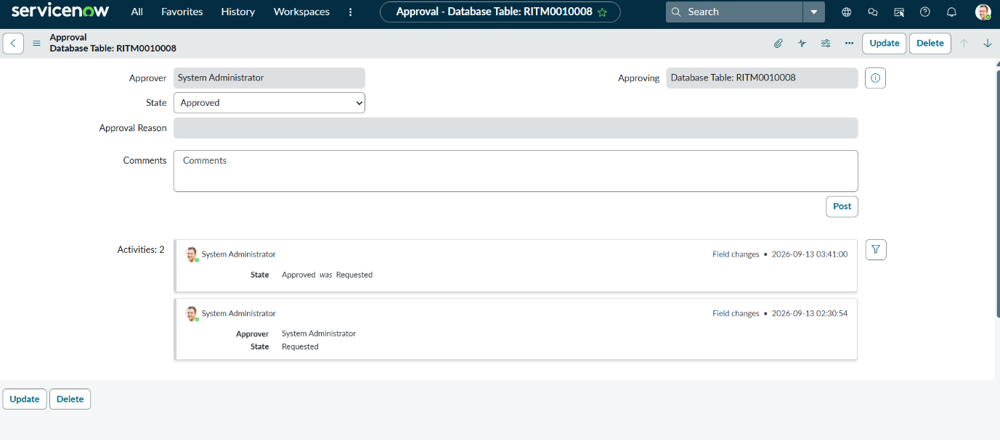 servicenow All Favorites History Workspaces Approval - Database Table: RITM0010008 Search
Approval
Database Table: RITM0010008
Update Delete
Approver System Administrator Approving Database Table: RITM0010008
State Approved
Approval Reason
Comments Comments
Post
Activities: 2
System Administrator Field changes • 2026-09-13 03:41:00
State Approved was Requested
System Administrator Field changes • 2026-09-13 02:30:54
Approver System Administrator
State Requested
Update Delete